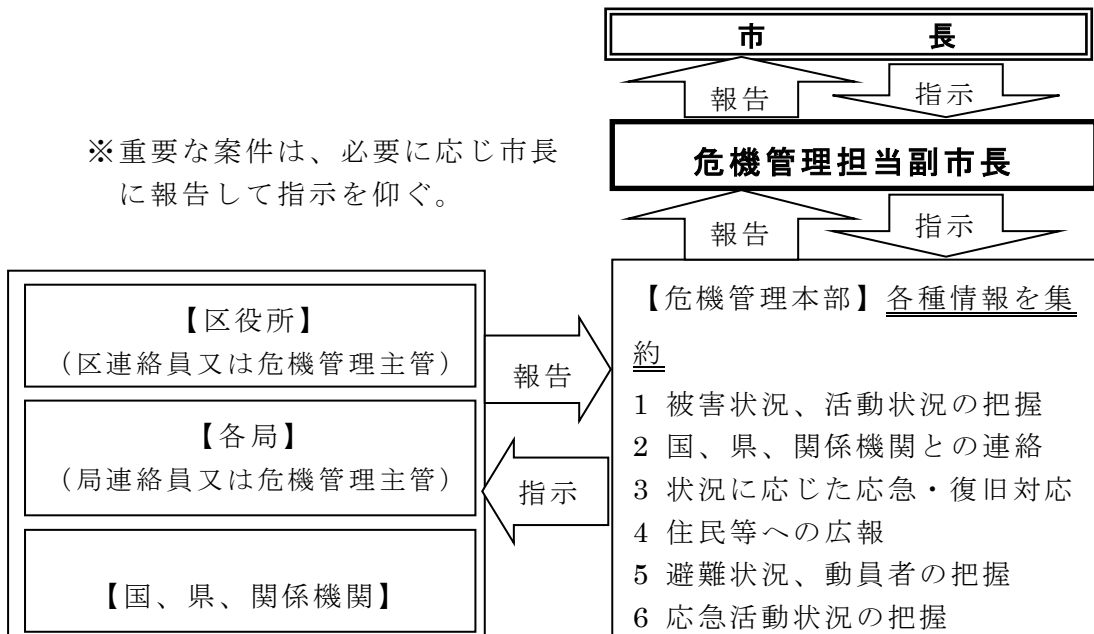 市　　　　　長
報告
指示
※重要な案件は、必要に応じ市長
に報告して指示を仰ぐ。
危機管理担当副市長
報告
指示
【区役所】
（区連絡員又は危機管理主管）
【各局】
（局連絡員又は危機管理主管）
【国、県、関係機関】
報告
指示
【危機管理本部】各種情報を集
約
1 被害状況、活動状況の把握
2 国、県、関係機関との連絡
3 状況に応じた応急・復旧対応
4 住民等への広報
5 避難状況、動員者の把握
6 応急活動状況の把握